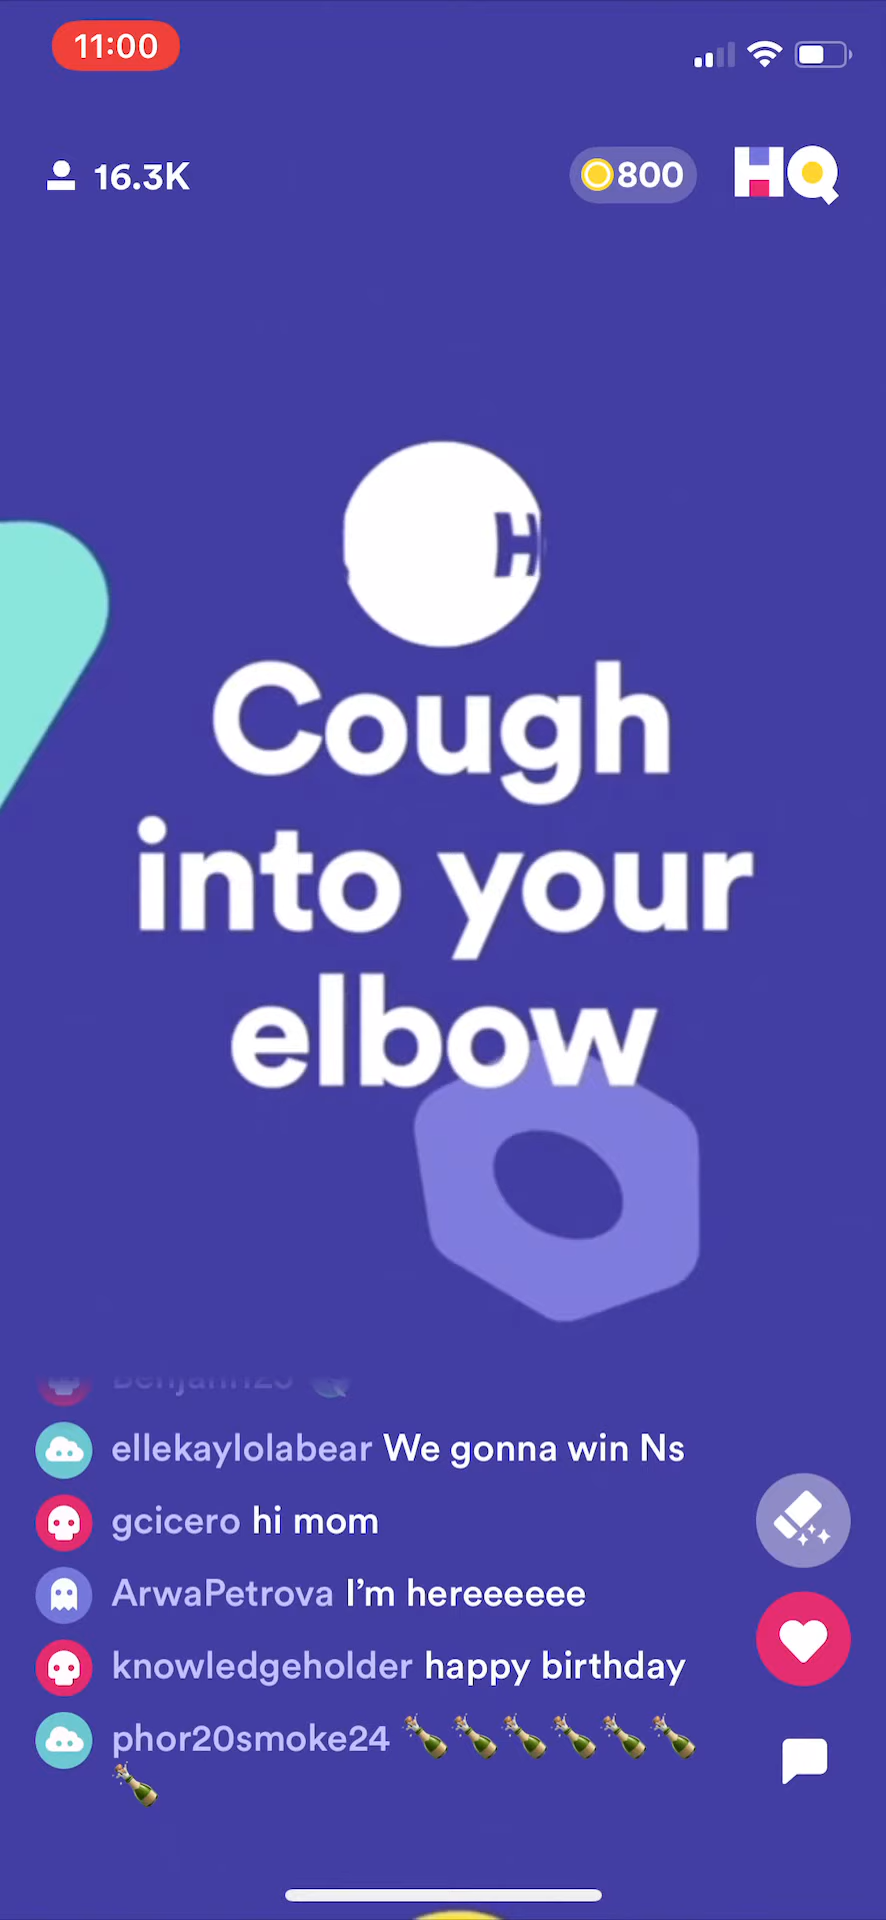 11:00
16.3K
800
HQ
H
Cough
into your
elbow
ellekaylolabear We gonna win Ns
gcicero hi mom
ArwaPetrova I'm hereeeeee
knowledgeholder happy birthday
phor20smoke24 🍾🍾🍾🍾🍾🍾
🍾